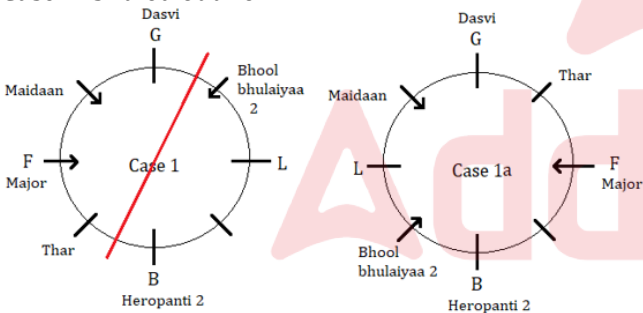 Dasvi
G
Maidaan
Bhool
bhulaiyaa
2
F
Major
Case 1
L
Thar
B
Heropanti 2
Dasvi
G
Maidaan
Thar
L
Case 1a
F
Major
Bhool
bhulaiyaa 2
B
Heropanti 2
Add